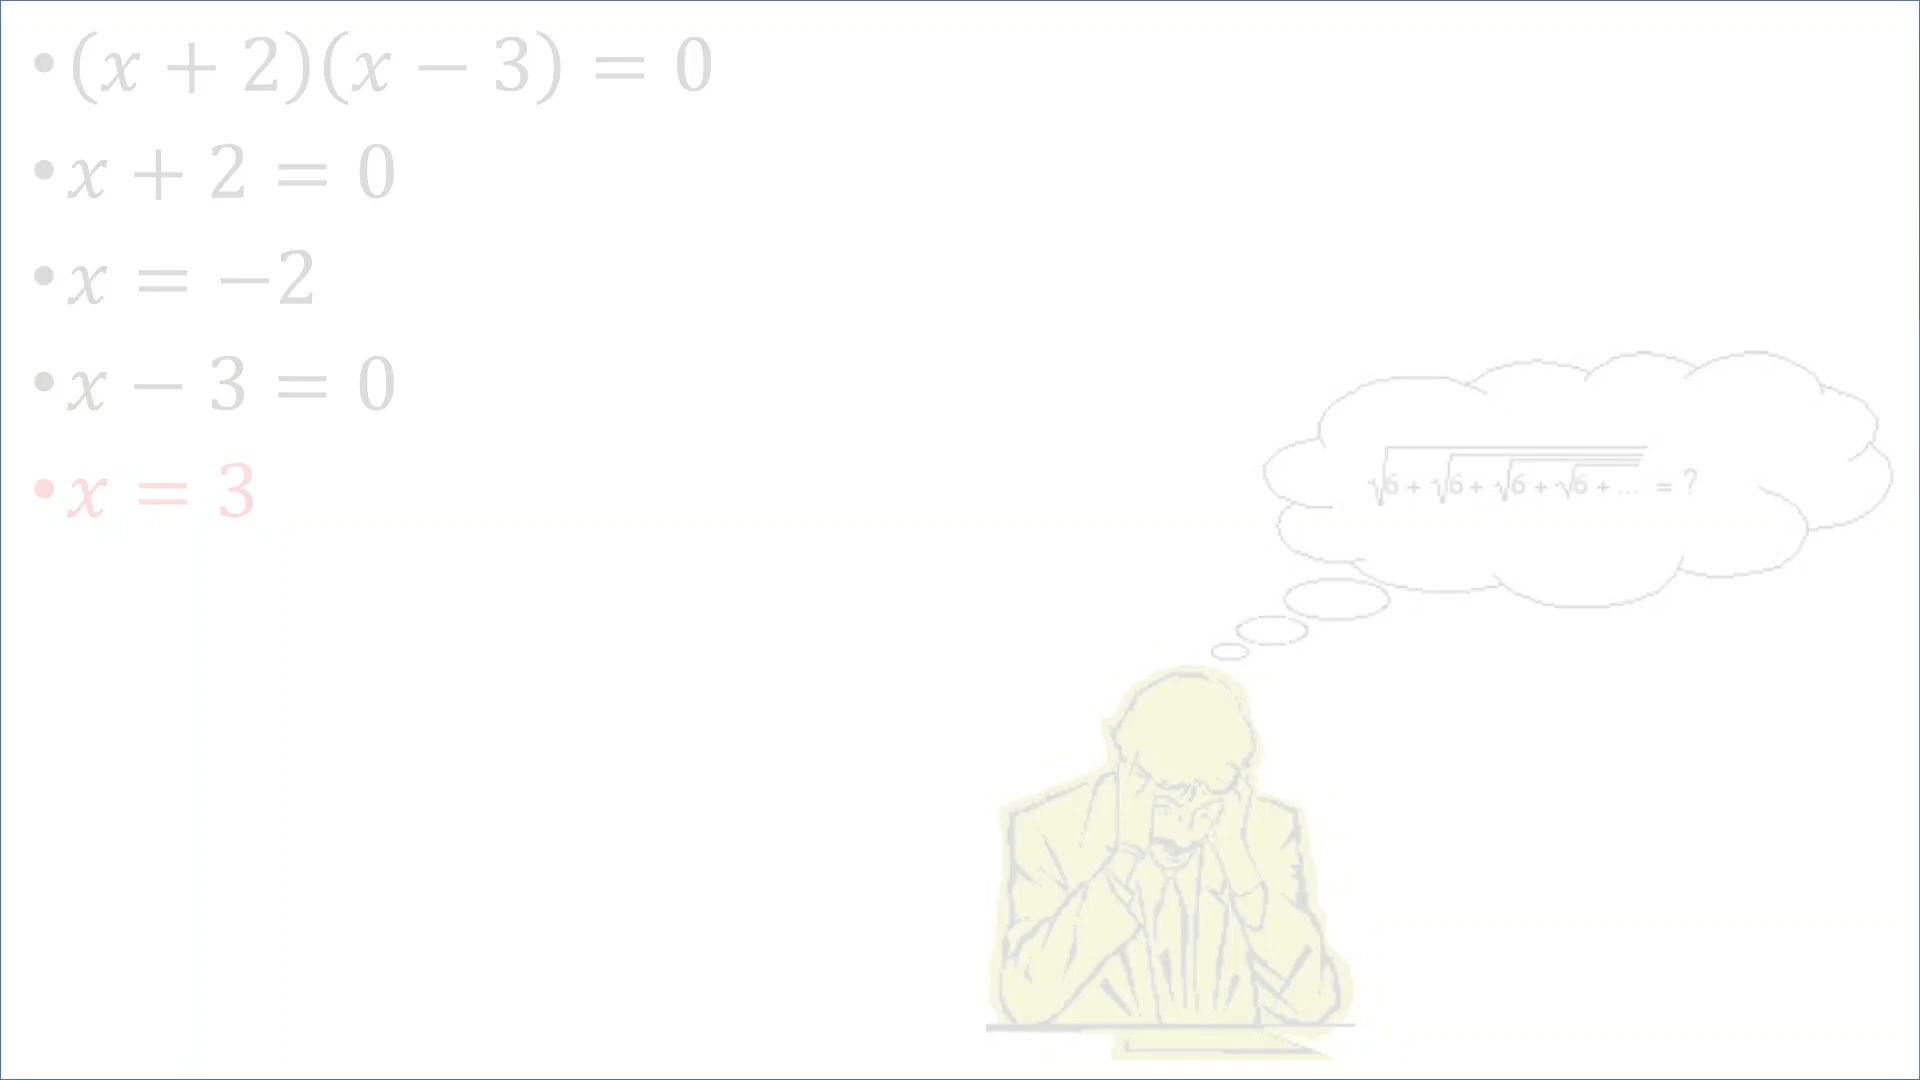 • (x + 2)(x − 3) = 0
• x + 2 = 0
• x = −2
• x − 3 = 0
• x = 3
√6 + √6 + √6 + √6 + ... = ?